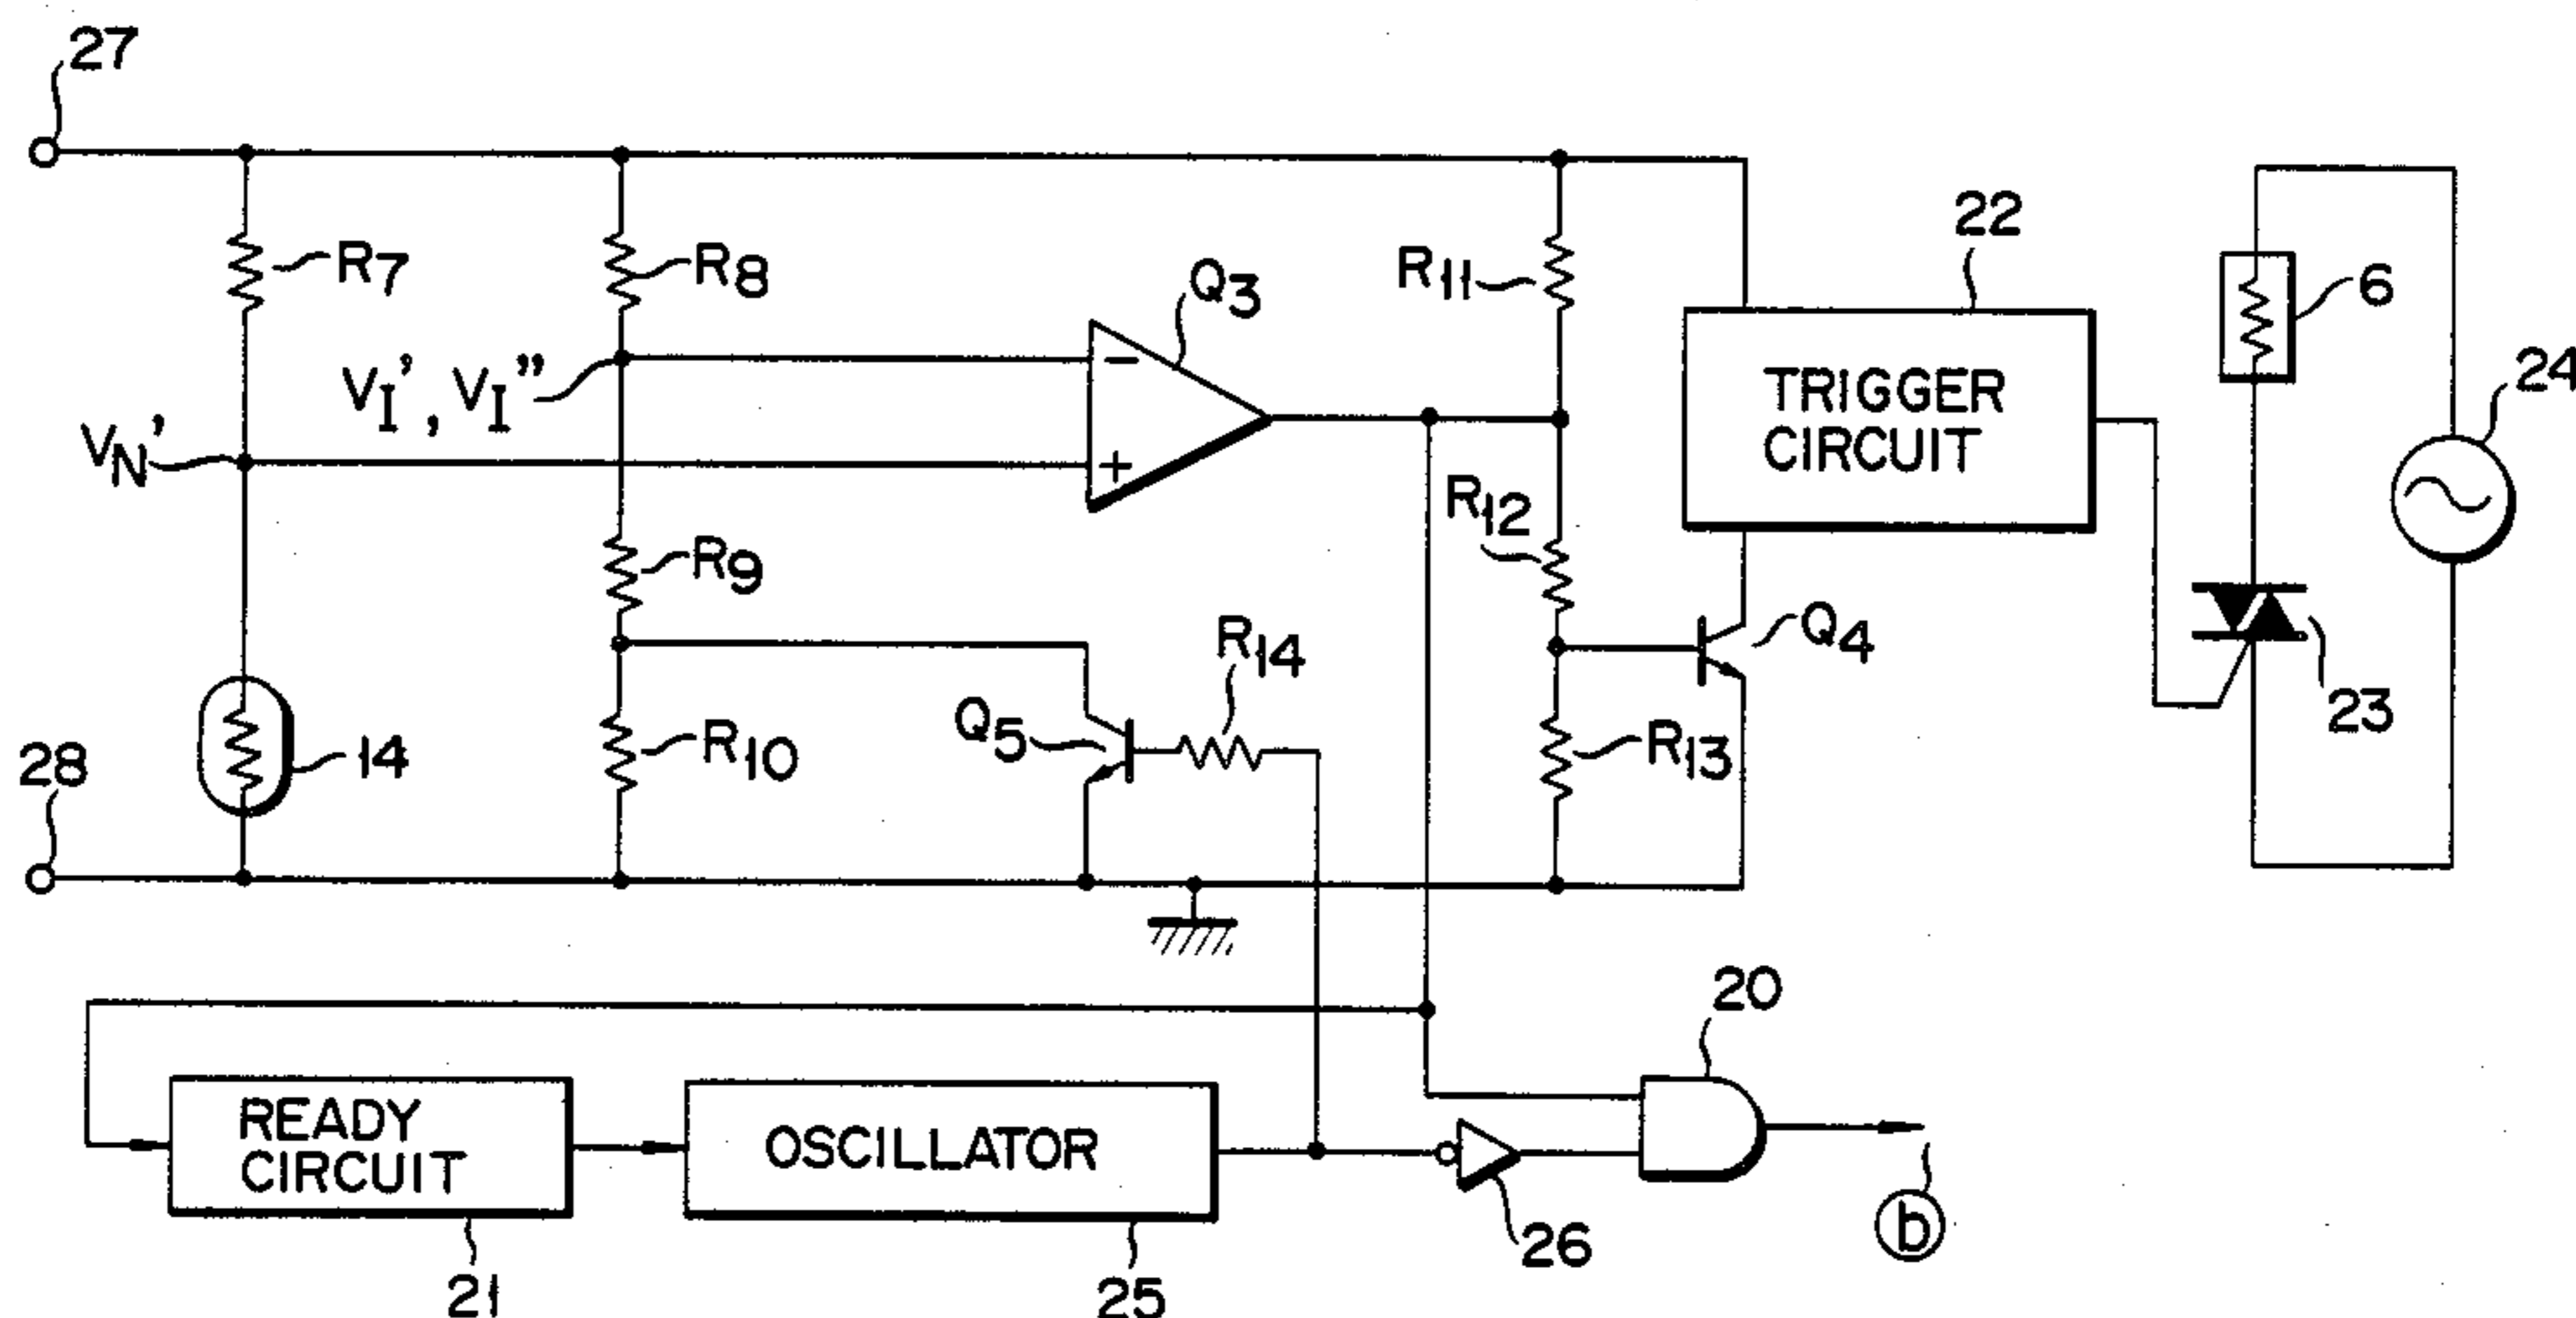 27
R7
R8
Q3
R11
22
6
24
VI', VI"
VN'
TRIGGER
CIRCUIT
R12
R9
R14
Q4
Q5
R10
R13
23
28
14
20
READY
CIRCUIT
OSCILLATOR
26
b
21
25
- 
+